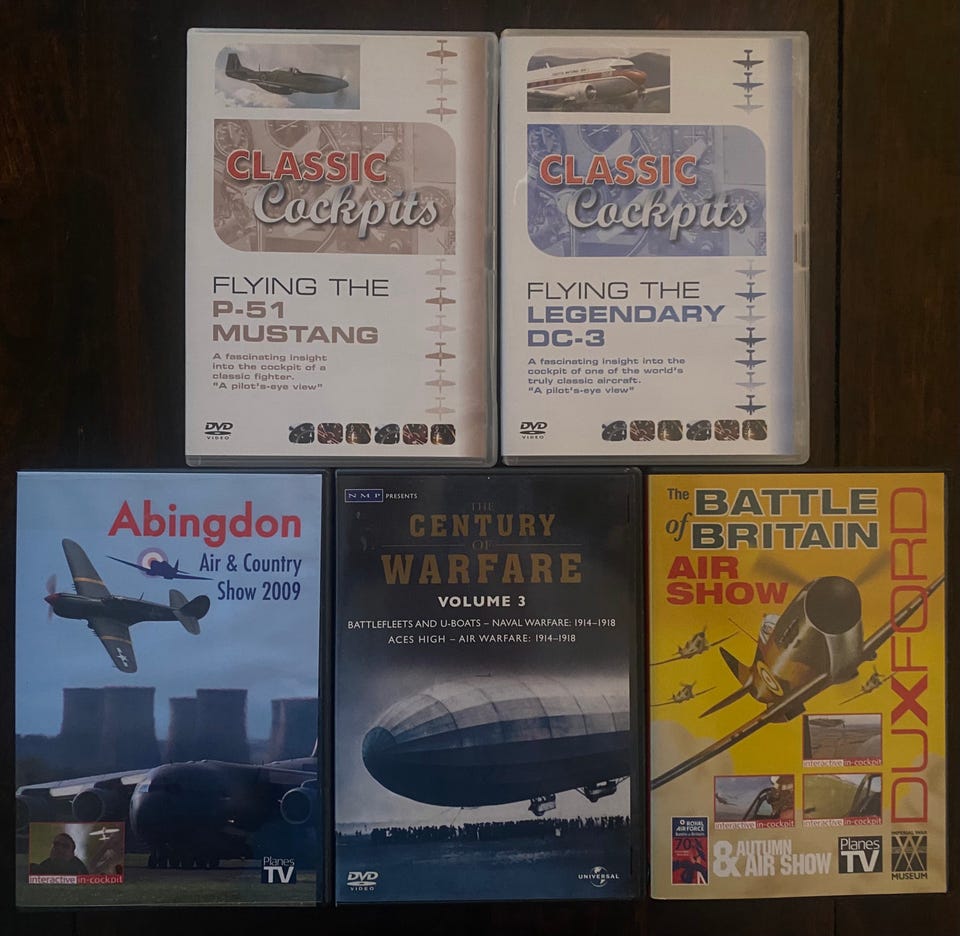 CLASSIC
Cockpits
FLYING THE
P-51
MUSTANG
A fascinating insight
into the cockpit of a
classic fighter.
"A pilot's-eye view"
DVD
VIDEO
CLASSIC
Cockpits
FLYING THE
LEGENDARY
DC-3
A fascinating insight into the
cockpit of one of the world's
truly classic aircraft.
"A pilot's-eye view"
DVD
VIDEO
Abingdon
Air & Country
Show 2009
interactive in-cockpit
Planes
TV
NMP PRESENTS
THE
CENTURY
OF
WARFARE
VOLUME 3
BATTLEFLEETS AND U-BOATS – NAVAL WARFARE: 1914–1918
ACES HIGH – AIR WARFARE: 1914–1918
DVD
VIDEO
UNIVERSAL
The BATTLE
of BRITAIN
AIR
SHOW
DUXFORD
interactive in-cockpit
interactive in-cockpit
interactive in-cockpit
ROYAL
AIR FORCE
70
& AUTUMN
AIR SHOW
Planes
TV
IMPERIAL WAR
MUSEUM